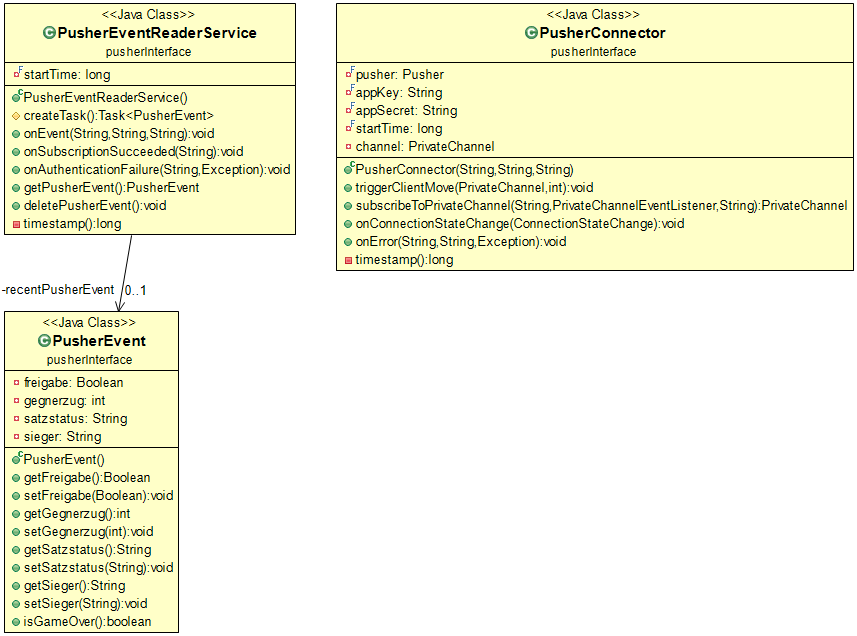 <<Java Class>>
PusherEventReaderService
pusherInterface
startTime: long
PusherEventReaderService()
createTask():Task<PusherEvent>
onEvent(String,String,String):void
onSubscriptionSucceeded(String):void
onAuthenticationFailure(String,Exception):void
getPusherEvent():PusherEvent
deletePusherEvent():void
timestamp():long
<<Java Class>>
PusherConnector
pusherInterface
pusher: Pusher
appKey: String
appSecret: String
startTime: long
channel: PrivateChannel
PusherConnector(String,String,String)
triggerClientMove(PrivateChannel,int):void
subscribeToPrivateChannel(String,PrivateChannelEventListener,String):PrivateChannel
onConnectionStateChange(ConnectionStateChange):void
onError(String,String,Exception):void
timestamp():long
-recentPusherEvent 0..1
<<Java Class>>
PusherEvent
pusherInterface
freigabe: Boolean
gegnerzug: int
satzstatus: String
sieger: String
PusherEvent()
getFreigabe():Boolean
setFreigabe(Boolean):void
getGegnerzug():int
setGegnerzug(int):void
getSatzstatus():String
setSatzstatus(String):void
getSieger():String
setSieger(String):void
isGameOver():boolean